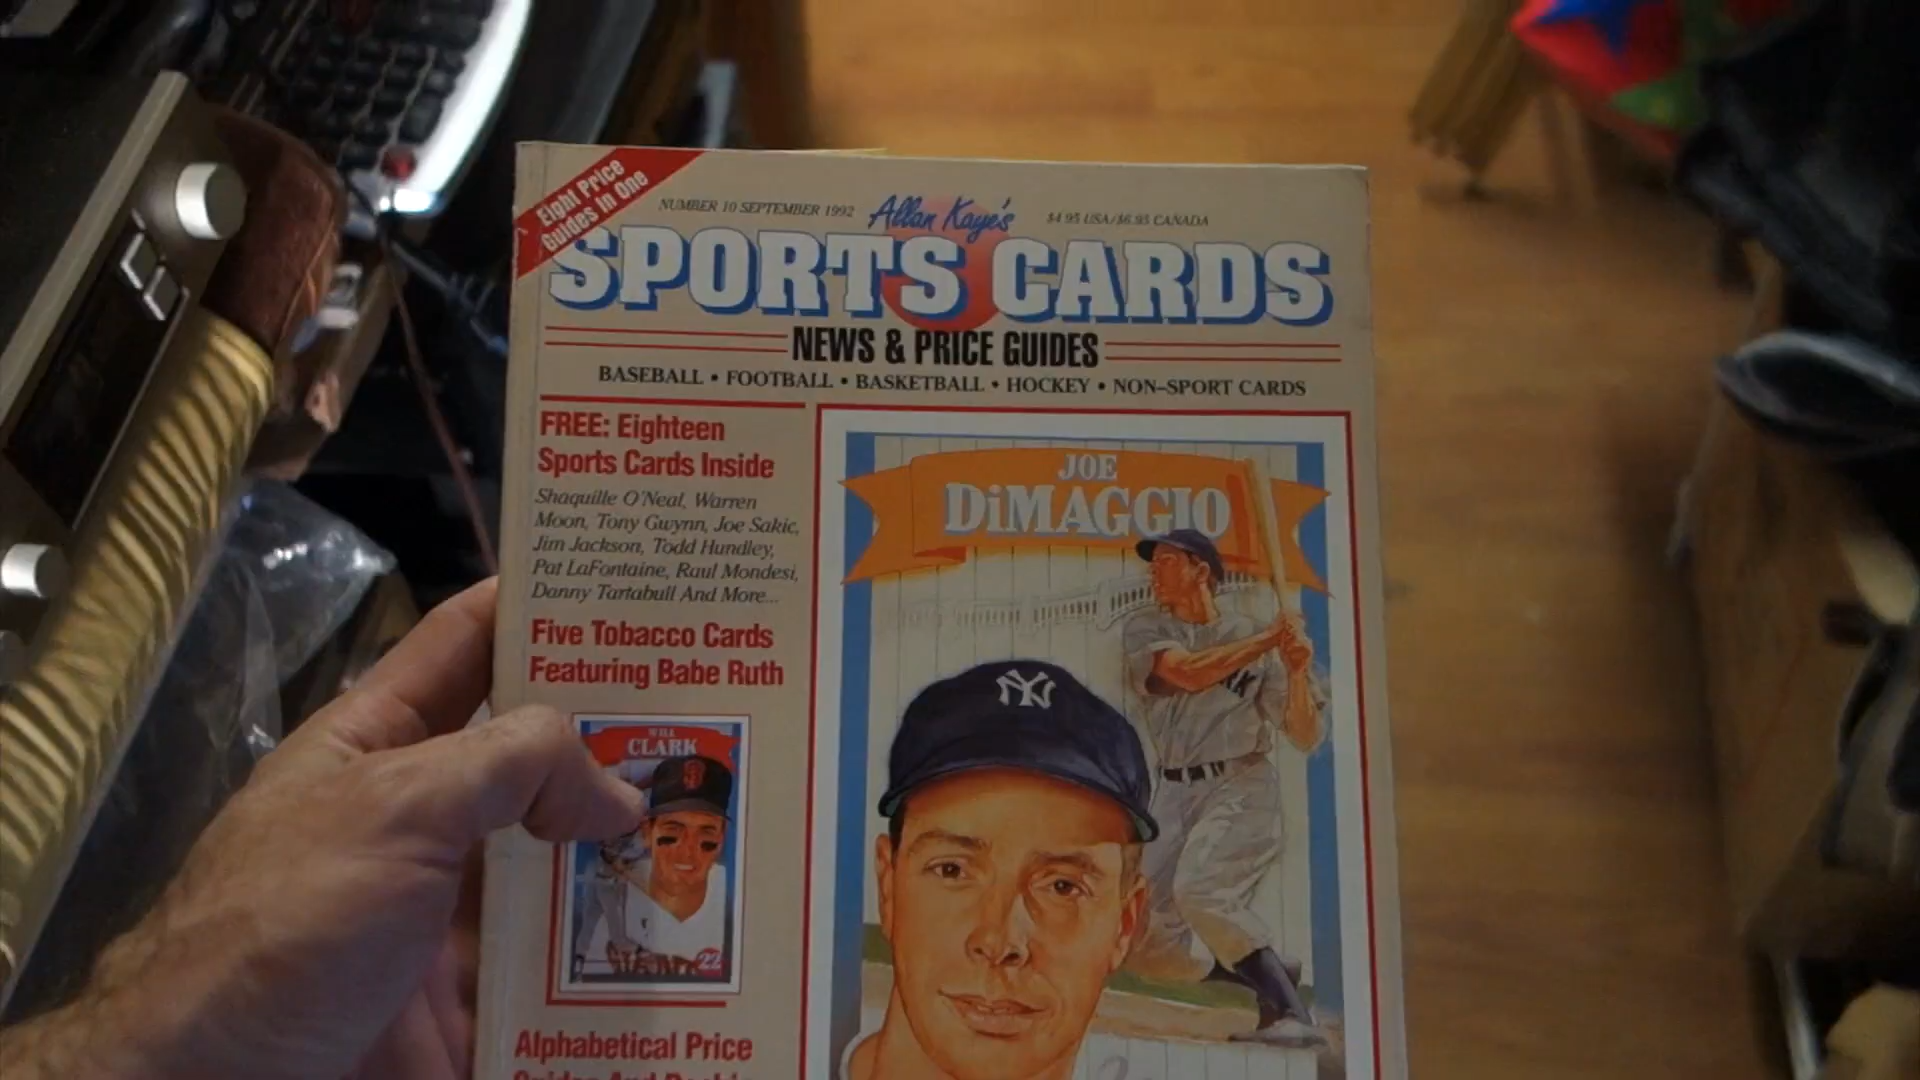 Eight Price
Guides In One
NUMBER 10 SEPTEMBER 1992
Allan Kaye's
$4.95 USA/$6.95 CANADA
SPORTS CARDS
NEWS & PRICE GUIDES
BASEBALL • FOOTBALL • BASKETBALL • HOCKEY • NON-SPORT CARDS
FREE: Eighteen
Sports Cards Inside
Shaquille O'Neal, Warren
Moon, Tony Gwynn, Joe Sakic,
Jim Jackson, Todd Hundley,
Pat LaFontaine, Raul Mondesi,
Danny Tartabull And More...
Five Tobacco Cards
Featuring Babe Ruth
WILL
CLARK
22
Alphabetical Price
JOE
DiMAGGIO
NY